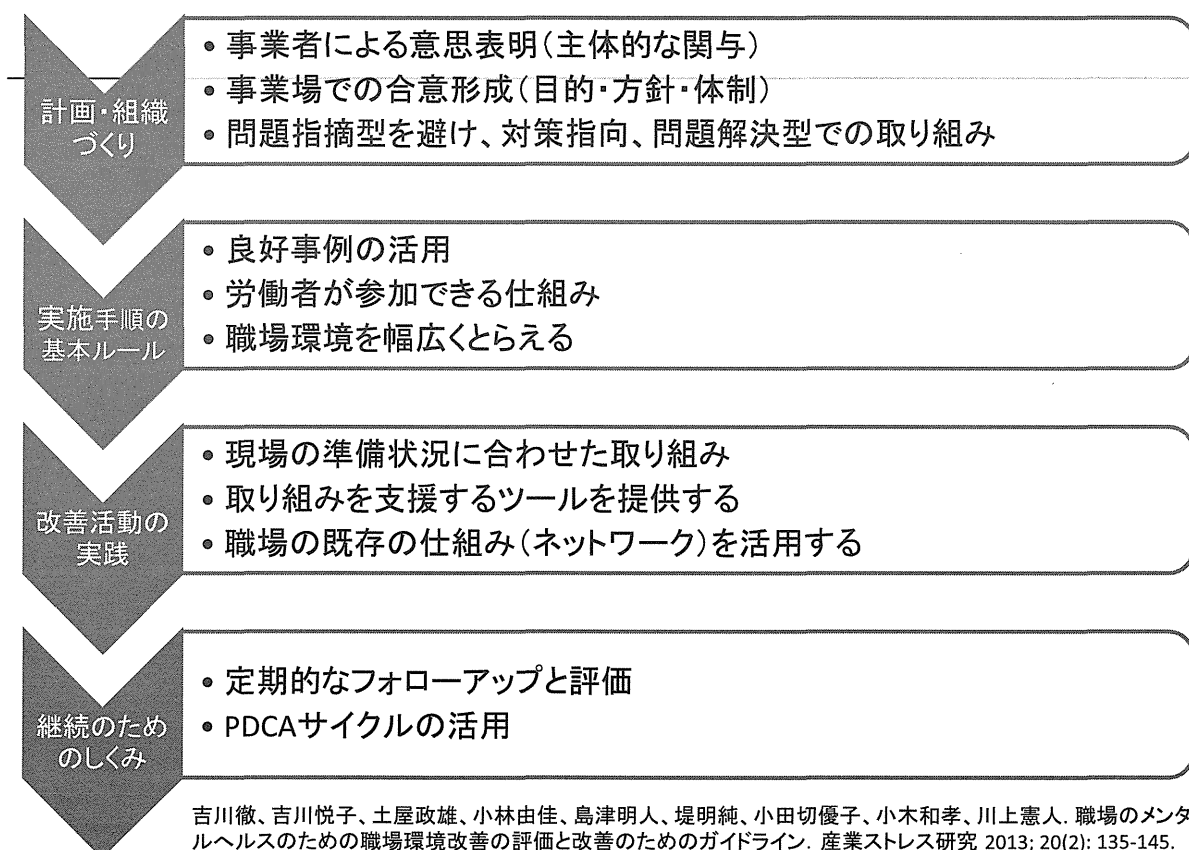 計画・組織
づくり
• 事業者による意思表明(主体的な関与)
• 事業場での合意形成(目的・方針・体制)
• 問題指摘型を避け、対策指向、問題解決型での取り組み
実施手順の
基本ルール
• 良好事例の活用
• 労働者が参加できる仕組み
• 職場環境を幅広くとらえる
改善活動の
実践
• 現場の準備状況に合わせた取り組み
• 取り組みを支援するツールを提供する
• 職場の既存の仕組み(ネットワーク)を活用する
継続のため
のしくみ
• 定期的なフォローアップと評価
• PDCAサイクルの活用
吉川徹、吉川悦子、土屋政雄、小林由佳、島津明人、堤明純、小田切優子、小木和孝、川上憲人. 職場のメンタ
ルヘルスのための職場環境改善の評価と改善のためのガイドライン. 産業ストレス研究 2013; 20(2): 135-145.